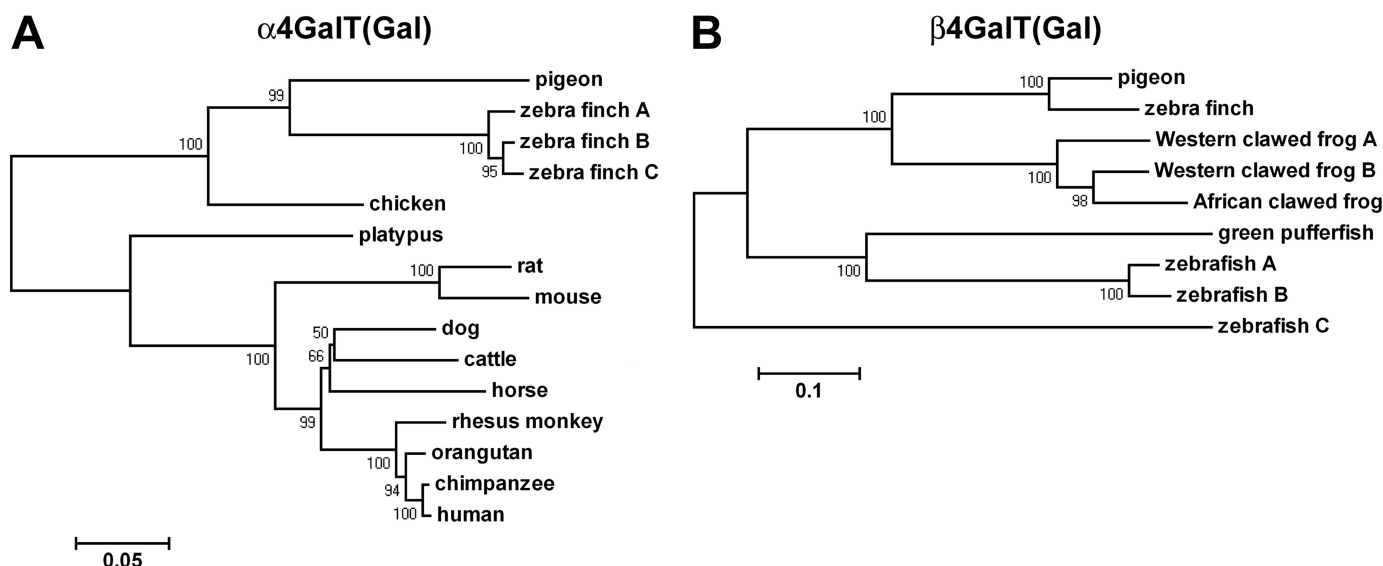 A
α4GalT(Gal)
pigeon
99
zebra finch A
zebra finch B
100
100
95
zebra finch C
chicken
platypus
rat
100
mouse
dog
50
66
cattle
100
horse
99
rhesus monkey
orangutan
100
chimpanzee
94
human
100
0.05
B
β4GalT(Gal)
pigeon
100
zebra finch
100
Western clawed frog A
Western clawed frog B
100
98
African clawed frog
green pufferfish
zebrafish A
100
zebrafish B
100
zebrafish C
0.1